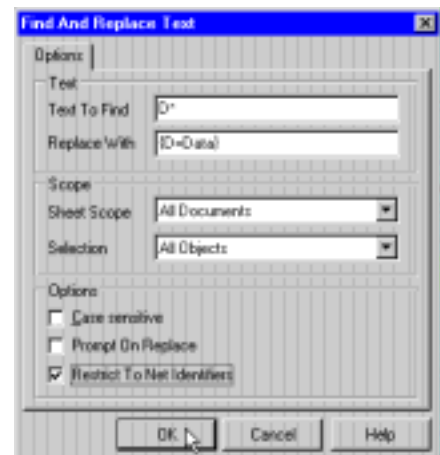 Find And Replace Text
Options
Text
Text To Find D*
Replace With {D=Data}
Scope
Sheet Scope All Documents
Selection All Objects
Options
Case sensitive
Prompt On Replace
Restrict To Net Identifiers
OK Cancel Help